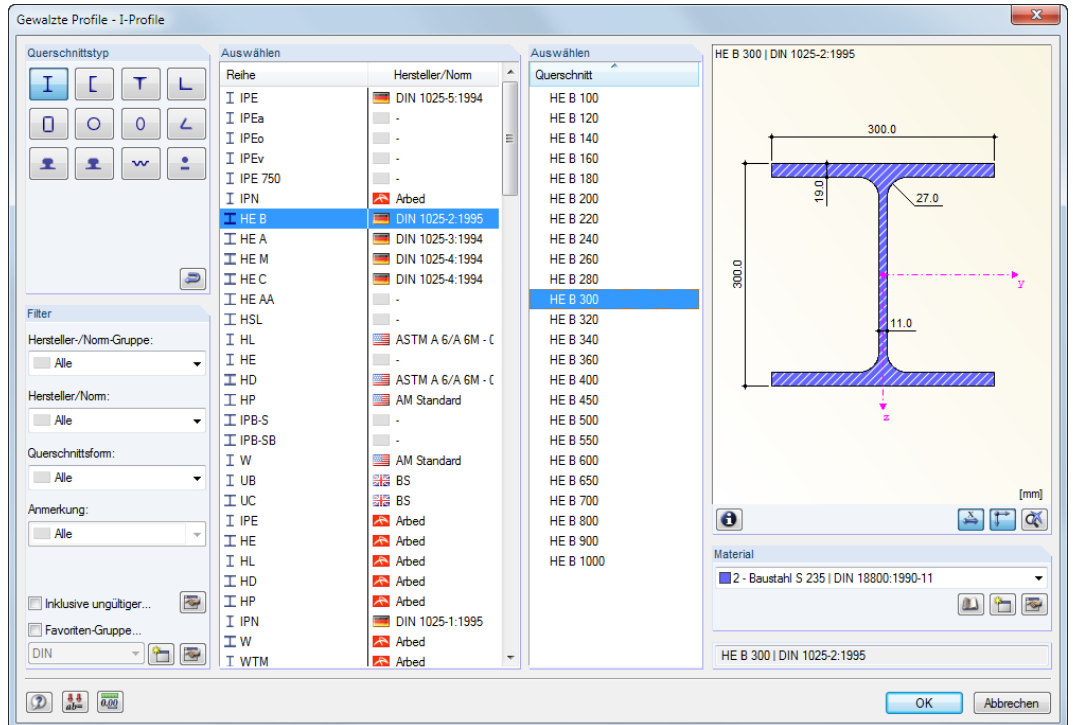 Gewalzte Profile - I-Profile
Querschnittstyp
Filter
Hersteller-/Norm-Gruppe:
Alle
Hersteller/Norm:
Alle
Querschnittsform:
Alle
Anmerkung:
Alle
Inklusive ungültiger...
Favoriten-Gruppe...
DIN
Auswählen
Reihe Hersteller/Norm
IPE DIN 1025-5:1994
IPEa -
IPEo -
IPEv -
IPE 750 -
IPN Arbed
HE B DIN 1025-2:1995
HE A DIN 1025-3:1994
HE M DIN 1025-4:1994
HE C DIN 1025-4:1994
HE AA -
HSL -
HL ASTM A 6/A 6M - (
HE -
HD ASTM A 6/A 6M - (
HP AM Standard
IPB-S -
IPB-SB -
W AM Standard
UB BS
UC BS
IPE Arbed
HE Arbed
HL Arbed
HD Arbed
HP Arbed
IPN DIN 1025-1:1995
W Arbed
WTM Arbed
Auswählen
Querschnitt
HE B 100
HE B 120
HE B 140
HE B 160
HE B 180
HE B 200
HE B 220
HE B 240
HE B 260
HE B 280
HE B 300
HE B 320
HE B 340
HE B 360
HE B 400
HE B 450
HE B 500
HE B 550
HE B 600
HE B 650
HE B 700
HE B 800
HE B 900
HE B 1000
HE B 300 | DIN 1025-2:1995
300.0
19.0
27.0
300.0
y
11.0
z
[mm]
Material
2 - Baustahl S 235 | DIN 18800:1990-11
HE B 300 | DIN 1025-2:1995
ab=
0.00
OK
Abbrechen